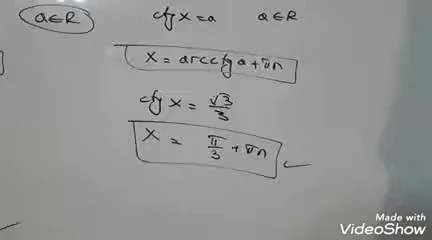 a∈R ctg x = a a∈R
x = arcctg a + πn
ctg x = √3/3
x = π/3 + πn
Made with
VideoShow